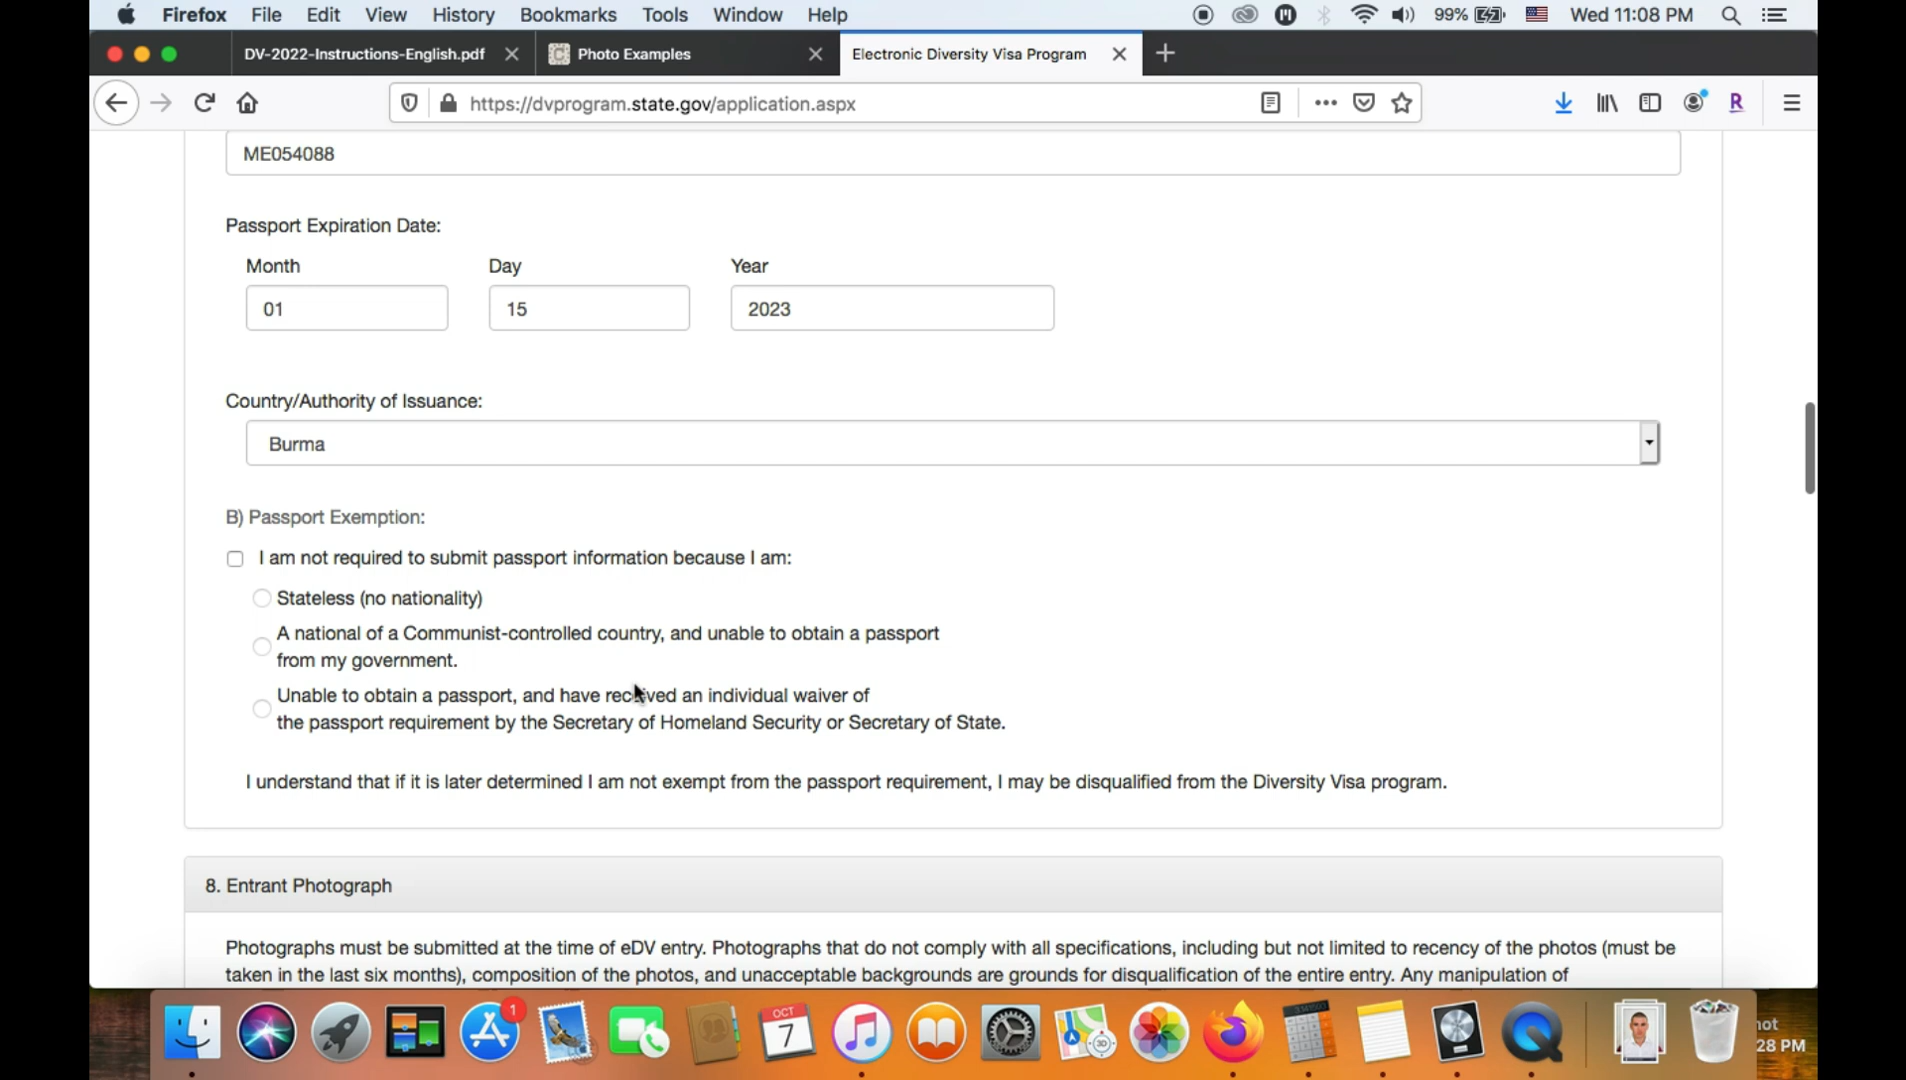 Firefox File Edit View History Bookmarks Tools Window Help 99% Wed 11:08 PM
DV-2022-Instructions-English.pdf Photo Examples Electronic Diversity Visa Program
https://dvprogram.state.gov/application.aspx R
ME054088
Passport Expiration Date:
Month Day Year
01 15 2023
Country/Authority of Issuance:
Burma
B) Passport Exemption:
I am not required to submit passport information because I am:
Stateless (no nationality)
A national of a Communist-controlled country, and unable to obtain a passport
from my government.
Unable to obtain a passport, and have received an individual waiver of
the passport requirement by the Secretary of Homeland Security or Secretary of State.
I understand that if it is later determined I am not exempt from the passport requirement, I may be disqualified from the Diversity Visa program.
8. Entrant Photograph
Photographs must be submitted at the time of eDV entry. Photographs that do not comply with all specifications, including but not limited to recency of the photos (must be
taken in the last six months), composition of the photos, and unacceptable backgrounds are grounds for disqualification of the entire entry. Any manipulation of
1
OCT
7
3D
28 PM